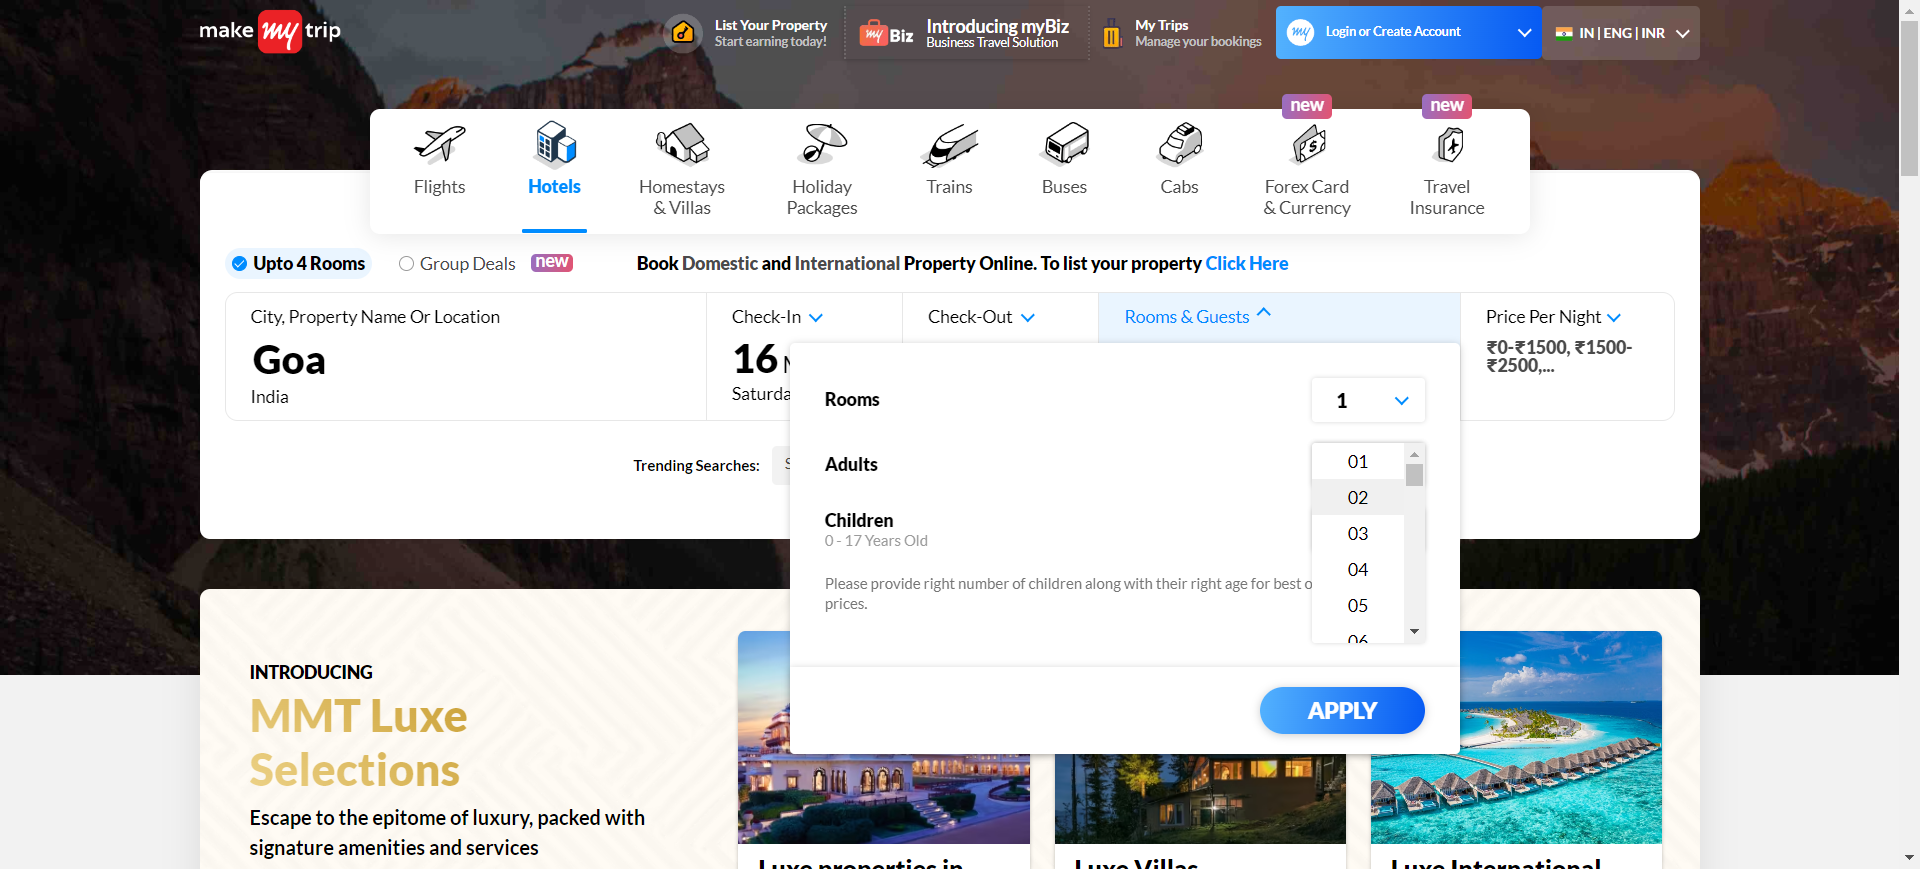 make my trip
List Your Property
Start earning today!
my Biz
Introducing myBiz
Business Travel Solution
My Trips
Manage your bookings
my
Login or Create Account
IN | ENG | INR
new
new
Flights
Hotels
Homestays
& Villas
Holiday
Packages
Trains
Buses
Cabs
Forex Card
& Currency
Travel
Insurance
Upto 4 Rooms
Group Deals
new
Book Domestic and International Property Online. To list your property Click Here
City, Property Name Or Location
Goa
India
Check-In
16
Saturda
Check-Out
Rooms & Guests
Price Per Night
₹0-₹1500, ₹1500-
₹2500,...
Trending Searches:
Rooms
1
Adults
01
02
03
04
05
06
Children
0 - 17 Years Old
Please provide right number of children along with their right age for best o
prices.
APPLY
INTRODUCING
MMT Luxe
Selections
Escape to the epitome of luxury, packed with
signature amenities and services
Luxe properties in
Luxe Villas
Luxe International